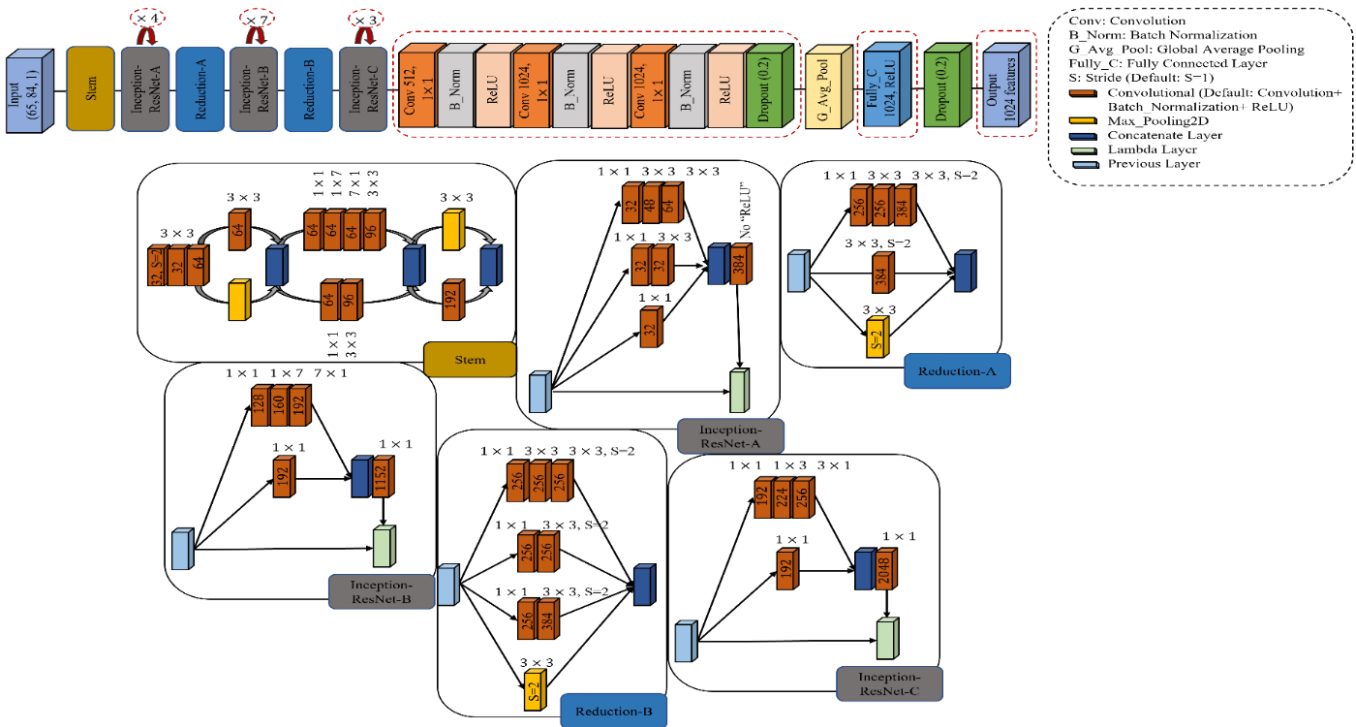 × 4
× 7
× 3
Input
(65, 84, 1)
Stem
Inception-
ResNet-A
Reduction-A
Inception-
ResNet-B
Reduction-B
Inception-
ResNet-C
Conv 512,
1×1
B_Norm
ReLU
Conv 1024,
1×1
B_Norm
ReLU
Conv 1024,
1×1
B_Norm
ReLU
Dropout (0.2)
G_Avg_Pool
Fully_C
1024, ReLU
Dropout (0.2)
Output
1024 features
Conv: Convolution
B_Norm: Batch Normalization
G_Avg_Pool: Global Average Pooling
Fully_C: Fully Connected Layer
S: Stride (Default: S=1)
Convolutional (Default: Convolution+
Batch_Normalization+ ReLU)
Max_Pooling2D
Concatenate Layer
Lambda Layer
Previous Layer
3 × 3
32, S=2
32
64
3 × 3
64
1 × 1
1 × 7
7 × 1
3 × 3
64
64
64
96
64
96
1 × 1
3 × 3
3 × 3
192
Stem
1 × 1 3 × 3 3 × 3
32
48
64
1 × 1 3 × 3
32
32
1 × 1
32
384
No "ReLU"
Inception-
ResNet-A
1 × 1 3 × 3 3 × 3, S=2
256
256
384
3 × 3, S=2
384
3 × 3
S=2
Reduction-A
1 × 1 1 × 7 7 × 1
128
160
192
1 × 1
192
1 × 1
1152
Inception-
ResNet-B
1 × 1 3 × 3 3 × 3, S=2
256
256
256
1 × 1 3 × 3, S=2
256
256
1 × 1 3 × 3, S=2
256
384
3 × 3
S=2
Reduction-B
1 × 1 1 × 3 3 × 1
192
224
256
1 × 1
192
1 × 1
2048
Inception-
ResNet-C